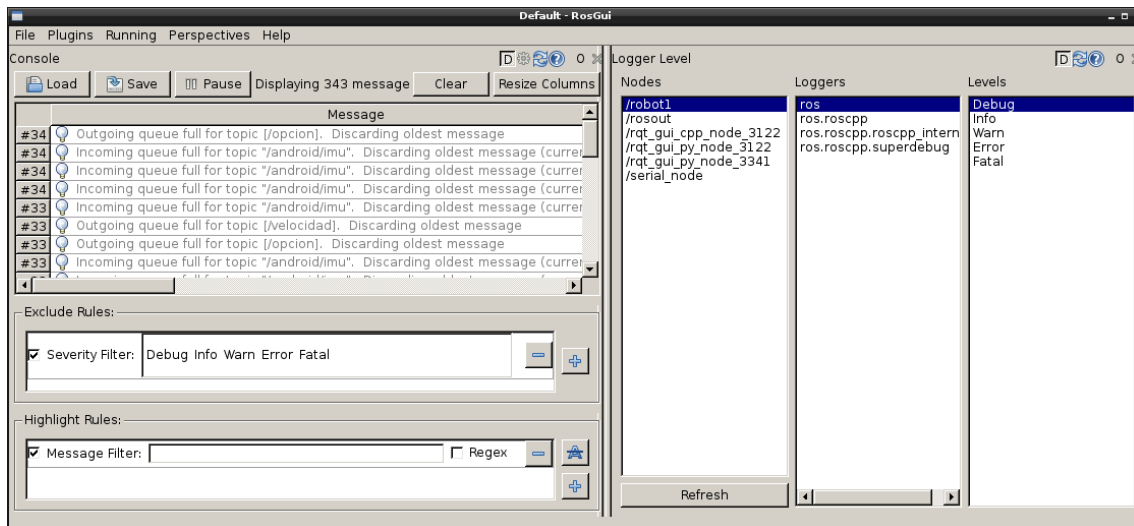 Default - RosGui
File Plugins Running Perspectives Help
Console D O
Load Save Pause Displaying 343 message Clear Resize Columns
Message
#34 Outgoing queue full for topic [/opcion]. Discarding oldest message
#34 Incoming queue full for topic "/android/imu". Discarding oldest message (curren
#34 Incoming queue full for topic "/android/imu". Discarding oldest message (curren
#34 Incoming queue full for topic "/android/imu". Discarding oldest message (curren
#33 Incoming queue full for topic "/android/imu". Discarding oldest message (curren
#33 Outgoing queue full for topic [/velocidad]. Discarding oldest message
#33 Outgoing queue full for topic [/opcion]. Discarding oldest message
#33 Incoming queue full for topic "/android/imu". Discarding oldest message (curren
Exclude Rules:
Severity Filter: Debug Info Warn Error Fatal
Highlight Rules:
Message Filter: Regex
Logger Level D O
Nodes
/robot1
/rosout
/rqt_gui_cpp_node_3122
/rqt_gui_py_node_3122
/rqt_gui_py_node_3341
/serial_node
Refresh
Loggers
ros
ros.roscpp
ros.roscpp.roscpp_intern
ros.roscpp.superdebug
Levels
Debug
Info
Warn
Error
Fatal